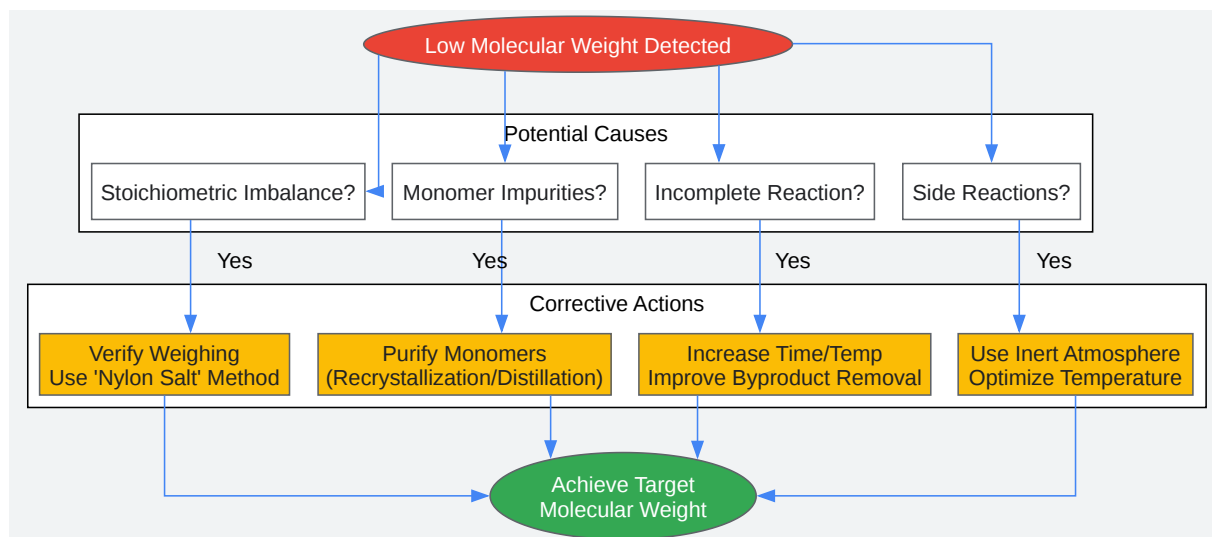 Low Molecular Weight Detected
Potential Causes
Stoichiometric Imbalance?
Monomer Impurities?
Incomplete Reaction?
Side Reactions?
Yes
Yes
Yes
Yes
Corrective Actions
Verify Weighing
Use 'Nylon Salt' Method
Purify Monomers
(Recrystallization/Distillation)
Increase Time/Temp
Improve Byproduct Removal
Use Inert Atmosphere
Optimize Temperature
Achieve Target
Molecular Weight